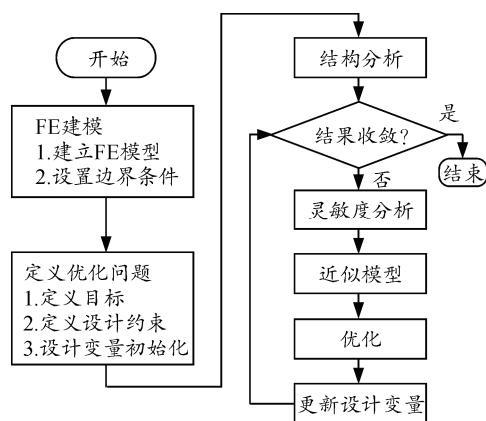 开始
FE建模
1.建立FE模型
2.设置边界条件
定义优化问题
1.定义目标
2.定义设计约束
3.设计变量初始化
结构分析
结果收敛?
是
结束
否
灵敏度分析
近似模型
优化
更新设计变量